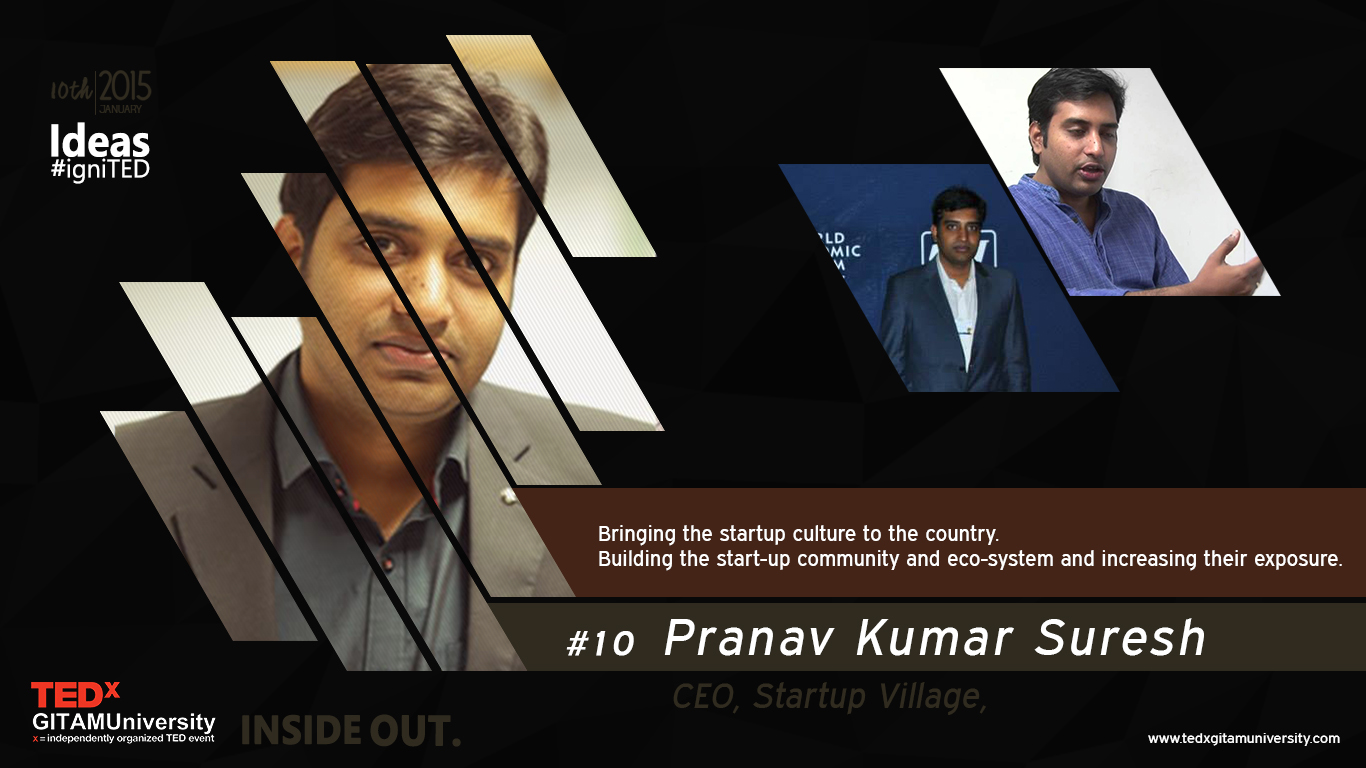 10th 2015
JANUARY
Ideas
#igniTED
Bringing the startup culture to the country.
Building the start-up community and eco-system and increasing their exposure.
#10 Pranav Kumar Suresh
CEO, Startup Village,
TEDx
GITAMUniversity
x = independently organized TED event
INSIDE OUT.
www.tedxgitamuniversity.com